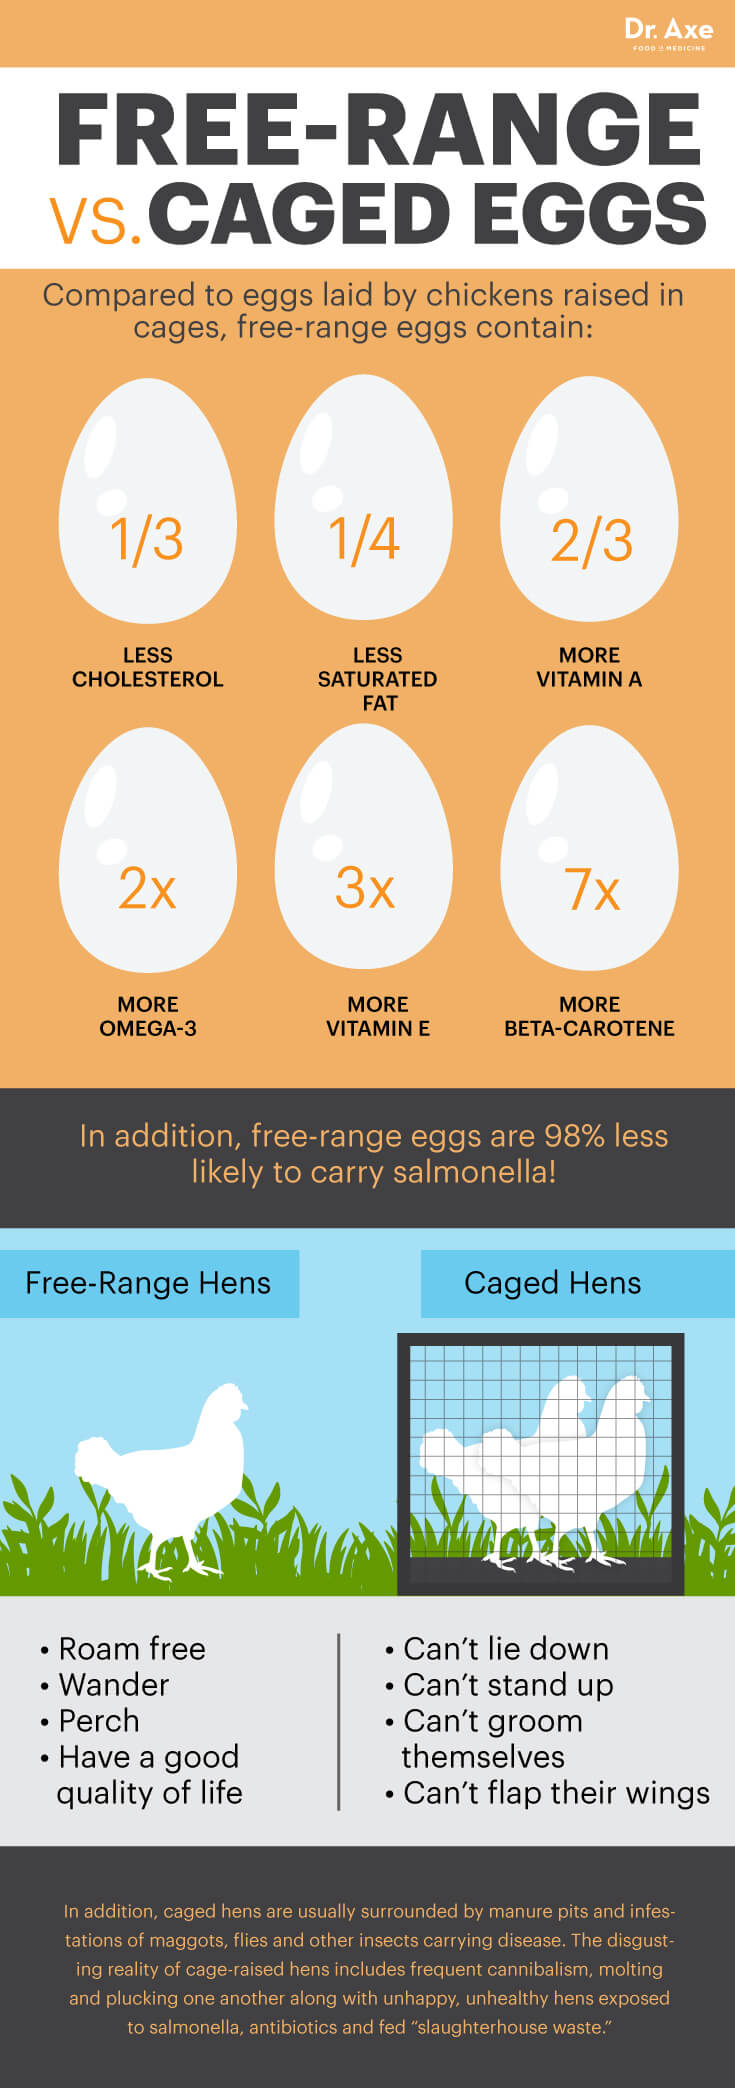 Dr. Axe
FOOD IS MEDICINE
FREE-RANGE
VS. CAGED EGGS
Compared to eggs laid by chickens raised in
cages, free-range eggs contain:
1/3
1/4
2/3
LESS
CHOLESTEROL
LESS
SATURATED
FAT
MORE
VITAMIN A
2x
3x
7x
MORE
OMEGA-3
MORE
VITAMIN E
MORE
BETA-CAROTENE
In addition, free-range eggs are 98% less
likely to carry salmonella!
Free-Range Hens
Caged Hens
• Roam free
• Wander
• Perch
• Have a good
quality of life
• Can't lie down
• Can't stand up
• Can't groom
themselves
• Can't flap their wings
In addition, caged hens are usually surrounded by manure pits and infes-
tations of maggots, flies and other insects carrying disease. The disgust-
ing reality of cage-raised hens includes frequent cannibalism, molting
and plucking one another along with unhappy, unhealthy hens exposed
to salmonella, antibiotics and fed “slaughterhouse waste.”